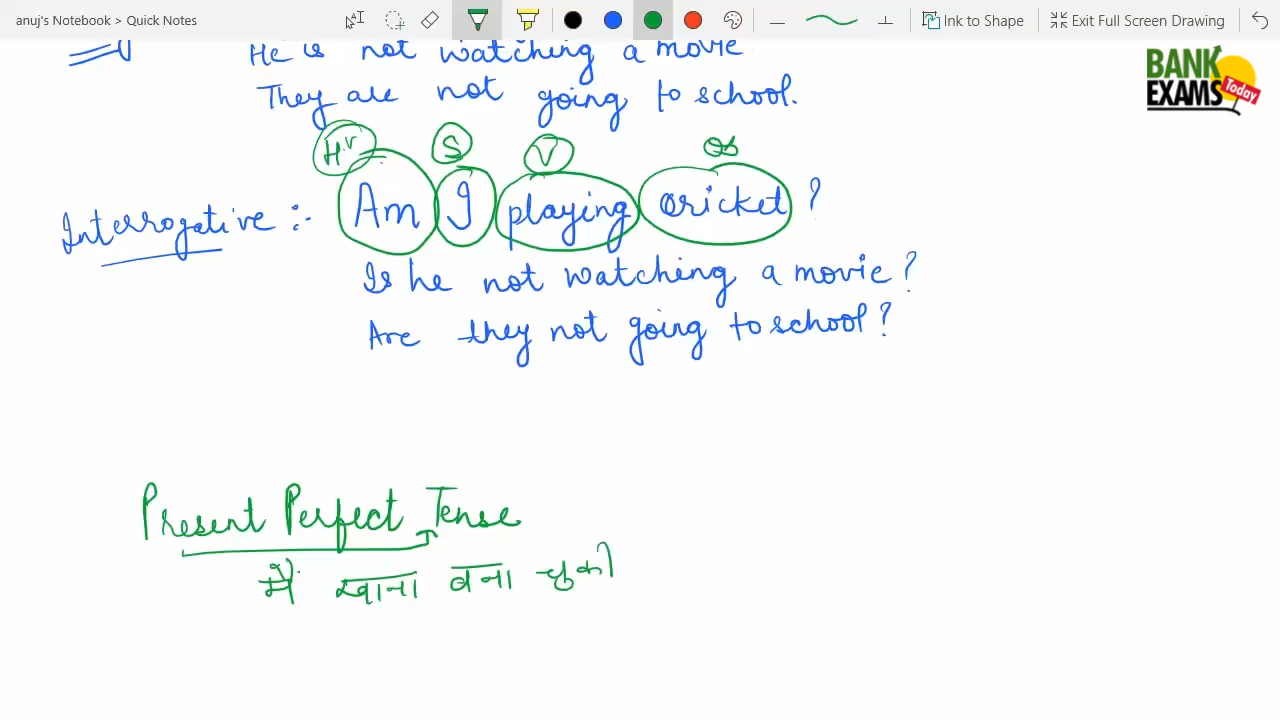 anuj's Notebook > Quick Notes
Ink to Shape
Exit Full Screen Drawing
BANK
EXAMS Today
He is not watching a movie
They are not going to school.
H.V S V
Interrogative :- Am I playing cricket ?
Is he not watching a movie?
Are they not going to school?
Present Perfect Tense
मैं खाना बना चुकी